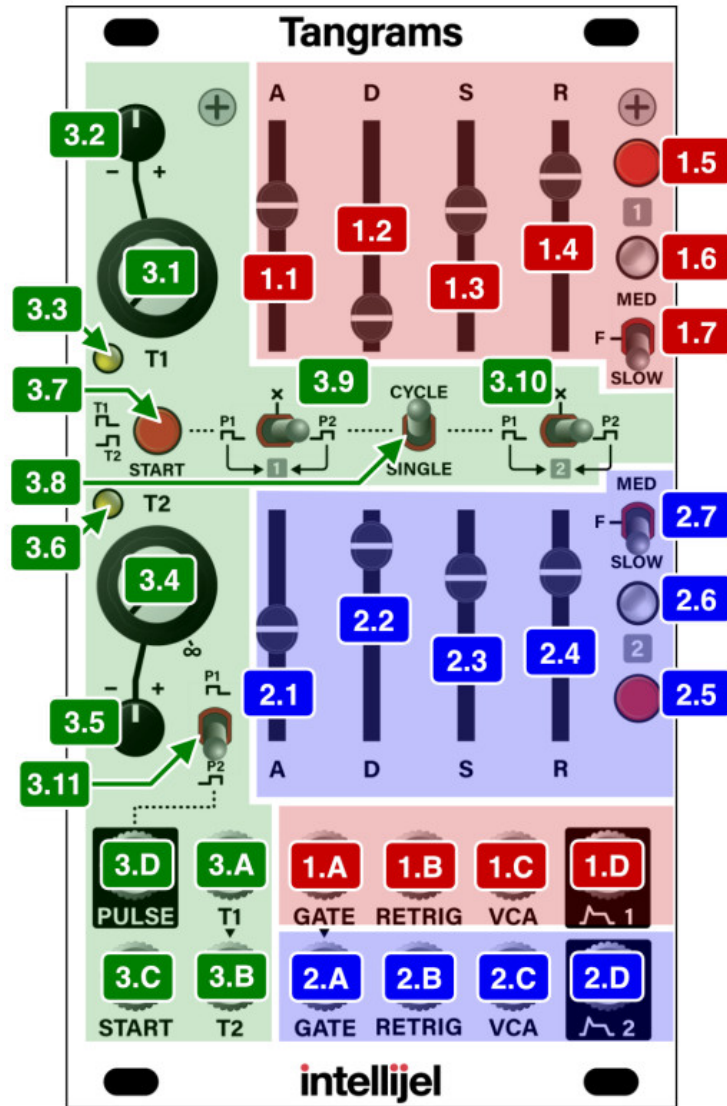 Tangrams
A D S R
3.2
1.5
- +
1
1.2
1.4
3.1
1.1
1.3
1.6
MED
3.3
F
1.7
T1
SLOW
3.9
CYCLE
3.10
3.7
T1
x
x
P1
P2
P1
P2
T2
START
1
SINGLE
2
3.8
T2
MED
3.6
F
2.7
SLOW
3.4
2.2
2.6
∞
2.3
2.4
2
P1
2.1
2.5
- +
3.5
3.11
A D S R
P2
3.D 3.A 1.A 1.B 1.C 1.D
PULSE T1 GATE RETRIG VCA 1
3.C 3.B 2.A 2.B 2.C 2.D
START T2 GATE RETRIG VCA 2
intellijel